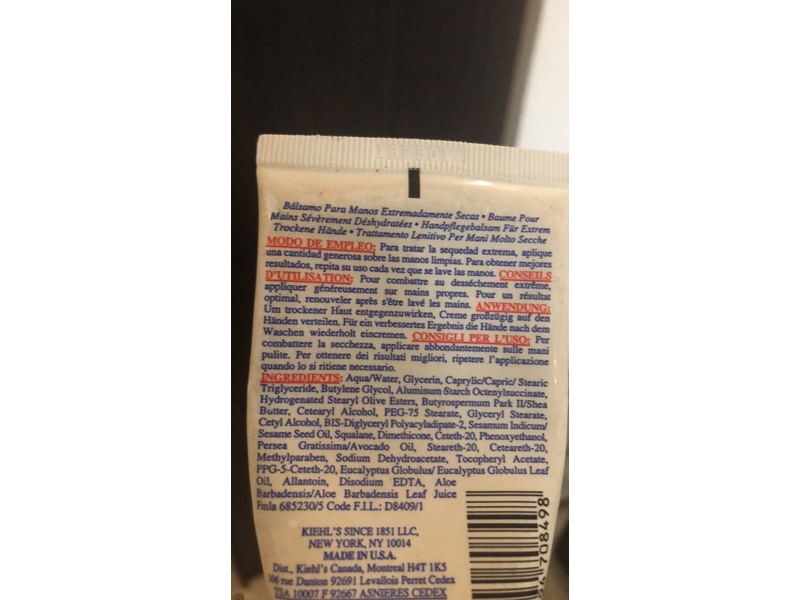 Bálsamo Para Manos Extremadamente Secas • Baume Pour
Mains Sévèrement Déshydratées • Handpflegebalsam Für Extrem
Trockene Hände • Trattamento Lenitivo Per Mani Molto Secche
MODO DE EMPLEO: Para tratar la sequedad extrema, aplique
una cantidad generosa sobre las manos limpias. Para obtener mejores
resultados, repita su uso cada vez que se lave las manos. CONSEILS
D'UTILISATION: Pour combattre au desséchement extrême,
appliquer généreusement sur mains propres. Pour un résultat
optimal, renouveler après s'être lavé les mains. ANWENDUNG:
Um trockener Haut entgegenzuwirken, Creme großzügig auf den
Händen verteilen. Für ein verbessertes Ergebnis die Hände nach dem
Waschen wiederholt eincremen. CONSIGLI PER L'USO: Per
combattere la secchezza, applicare abbondantemente sulle mani
pulite. Per ottenere dei risultati migliori, ripetere l'applicazione
quando lo si ritiene necessario.
INGREDIENTS: Aqua/Water, Glycerin, Caprylic/Capric/ Stearic
Triglyceride, Butylene Glycol, Aluminum Starch Octenylsuccinate,
Hydrogenated Stearyl Olive Esters, Butyrospermum Park II/Shea
Butter, Cetearyl Alcohol, PEG-75 Stearate, Glyceryl Stearate,
Cetyl Alcohol, BIS-Diglyceryl Polyacyladipate-2, Sesamum Indicum/
Sesame Seed Oil, Squalane, Dimethicone, Ceteth-20, Phenoxyethanol,
Persea Gratissima/Avocado Oil, Steareth-20, Ceteareth-20,
Methylparaben, Sodium Dehydroacetate, Tocopheryl Acetate,
PPG-5-Ceteth-20, Eucalyptus Globulus/ Eucalyptus Globulus Leaf
Oil, Allantoin, Disodium EDTA, Aloe
Barbadensis/Aloe Barbadensis Leaf Juice
Fmla 685230/5 Code F.I.L.: D8409/1
KIEHL'S SINCE 1851 LLC,
NEW YORK, NY 10014
MADE IN U.S.A.
Dist., Kiehl's Canada, Montreal H4T 1K5
106 rue Danton 92691 Levallois Perret Cedex
TSA 10007 F 92667 ASNIERES CEDEX
708498